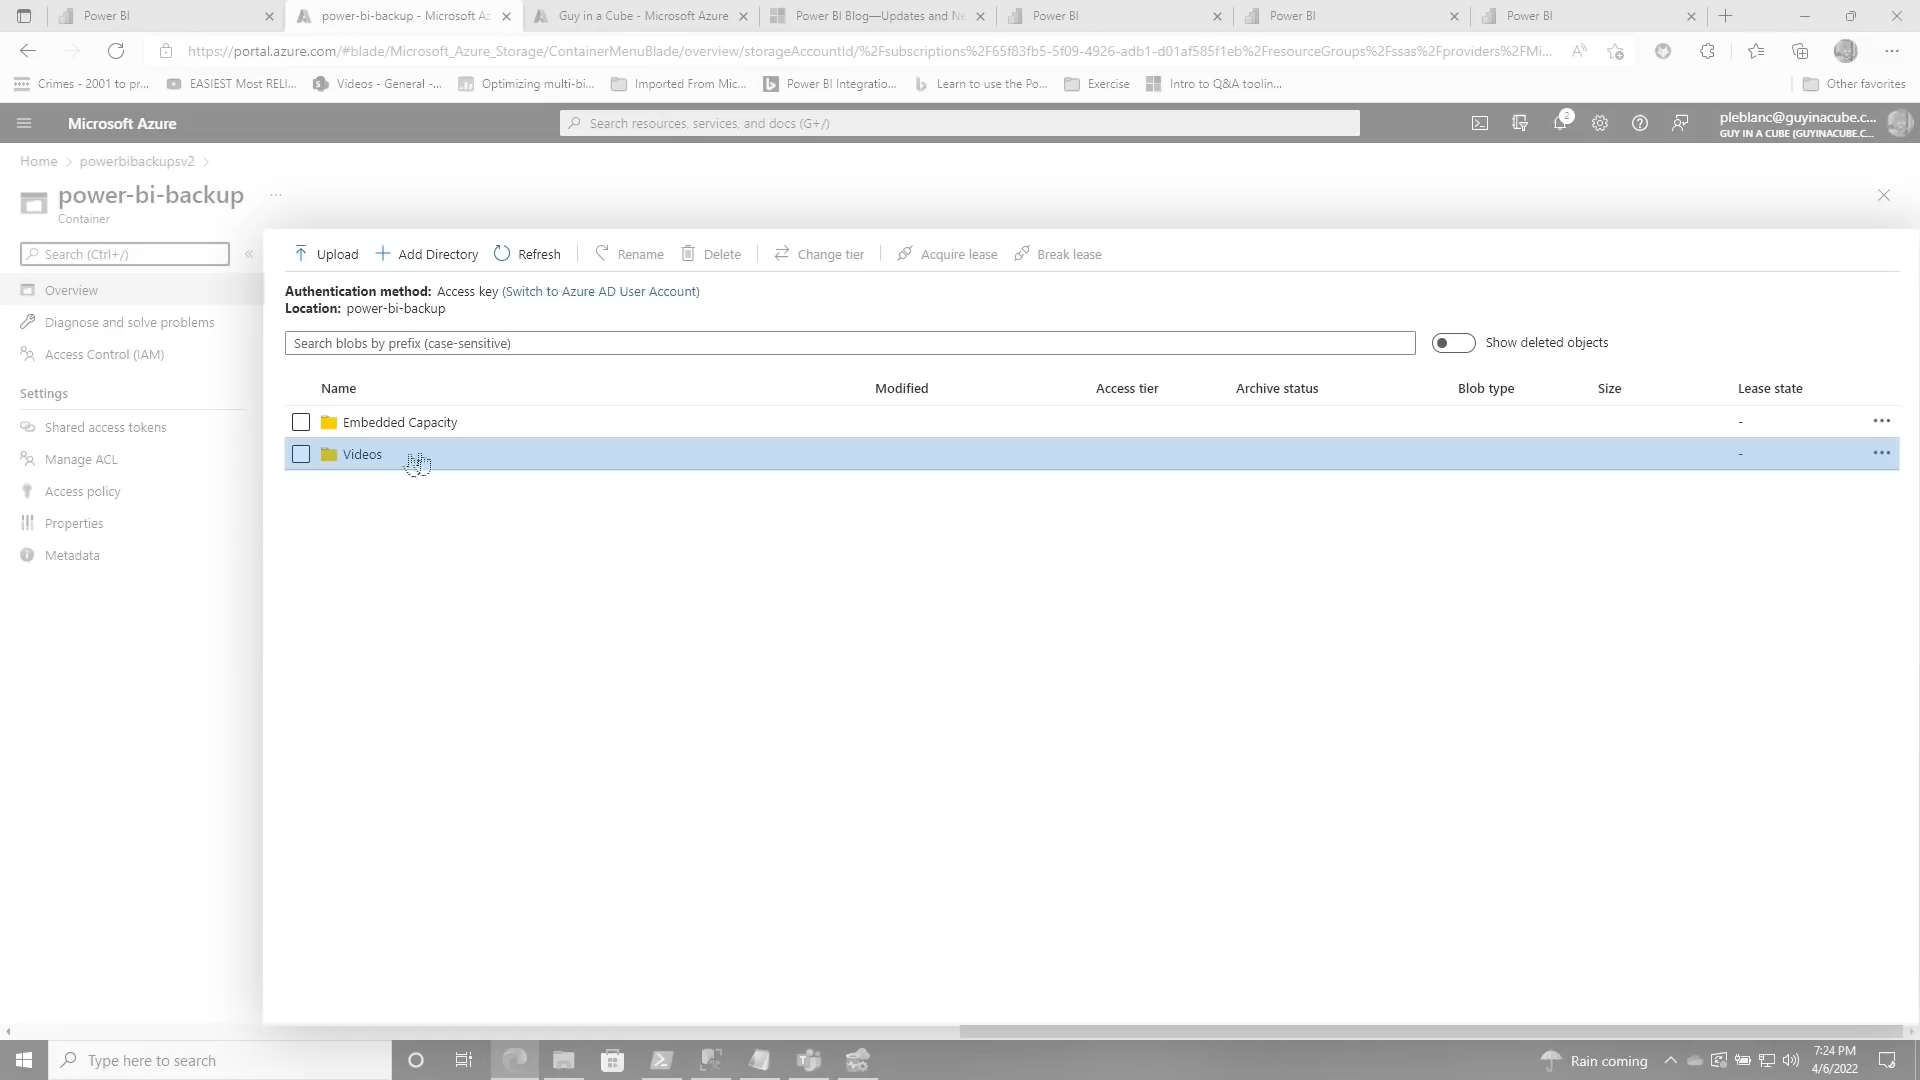 Power BI
power-bi-backup - Microsoft Az
Guy in a Cube - Microsoft Azure
Power BI Blog—Updates and Ne
Power BI
Power BI
Power BI
https://portal.azure.com/#blade/Microsoft_Azure_Storage/ContainerMenuBlade/overview/storageAccountId/%2Fsubscriptions%2F65f83fb5-5f09-4926-adb1-d01af585f1eb%2FresourceGroups%2Fssas%2Fproviders%2FMi...
Crimes - 2001 to pr...
EASIEST Most RELI...
Videos - General -...
Optimizing multi-bi...
Imported From Mic...
Power BI Integratio...
Learn to use the Po...
Exercise
Intro to Q&A toolin...
Other favorites
Microsoft Azure
Search resources, services, and docs (G+/)
2
pleblanc@guyinacube.c...
GUY IN A CUBE (GUYINACUBE.C...
Home > powerbibackupsv2 >
power-bi-backup ...
Container
Search (Ctrl+/)
«
Overview
Diagnose and solve problems
Access Control (IAM)
Settings
Shared access tokens
Manage ACL
Access policy
Properties
Metadata
Upload
Add Directory
Refresh
Rename
Delete
Change tier
Acquire lease
Break lease
Authentication method: Access key (Switch to Azure AD User Account)
Location: power-bi-backup
Search blobs by prefix (case-sensitive)
Show deleted objects
Name Modified Access tier Archive status Blob type Size Lease state
Embedded Capacity - ...
Videos - ...
Type here to search
Rain coming
7:24 PM
4/6/2022